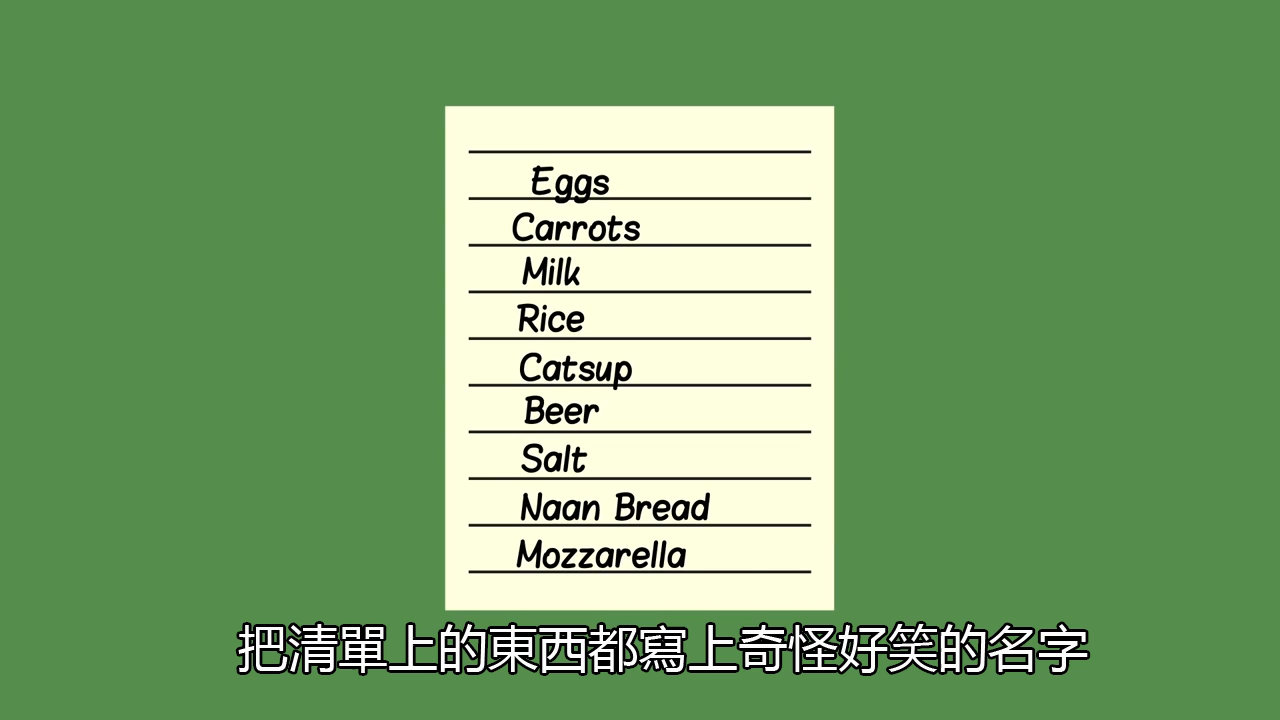 Eggs
Carrots
Milk
Rice
Catsup
Beer
Salt
Naan Bread
Mozzarella
把清單上的東西都寫上奇怪好笑的名字